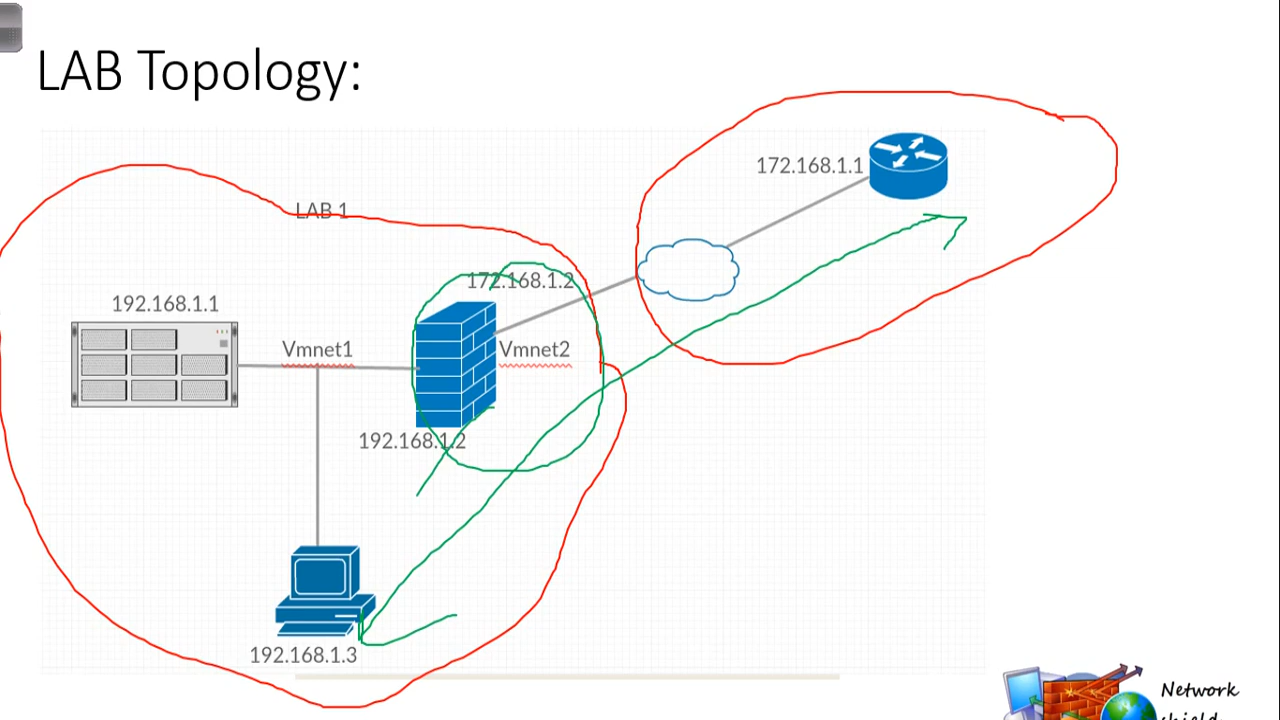 LAB Topology:
172.168.1.1
LAB 1
172.168.1.2
192.168.1.1
Vmnet1
Vmnet2
192.168.1.2
192.168.1.3
Network